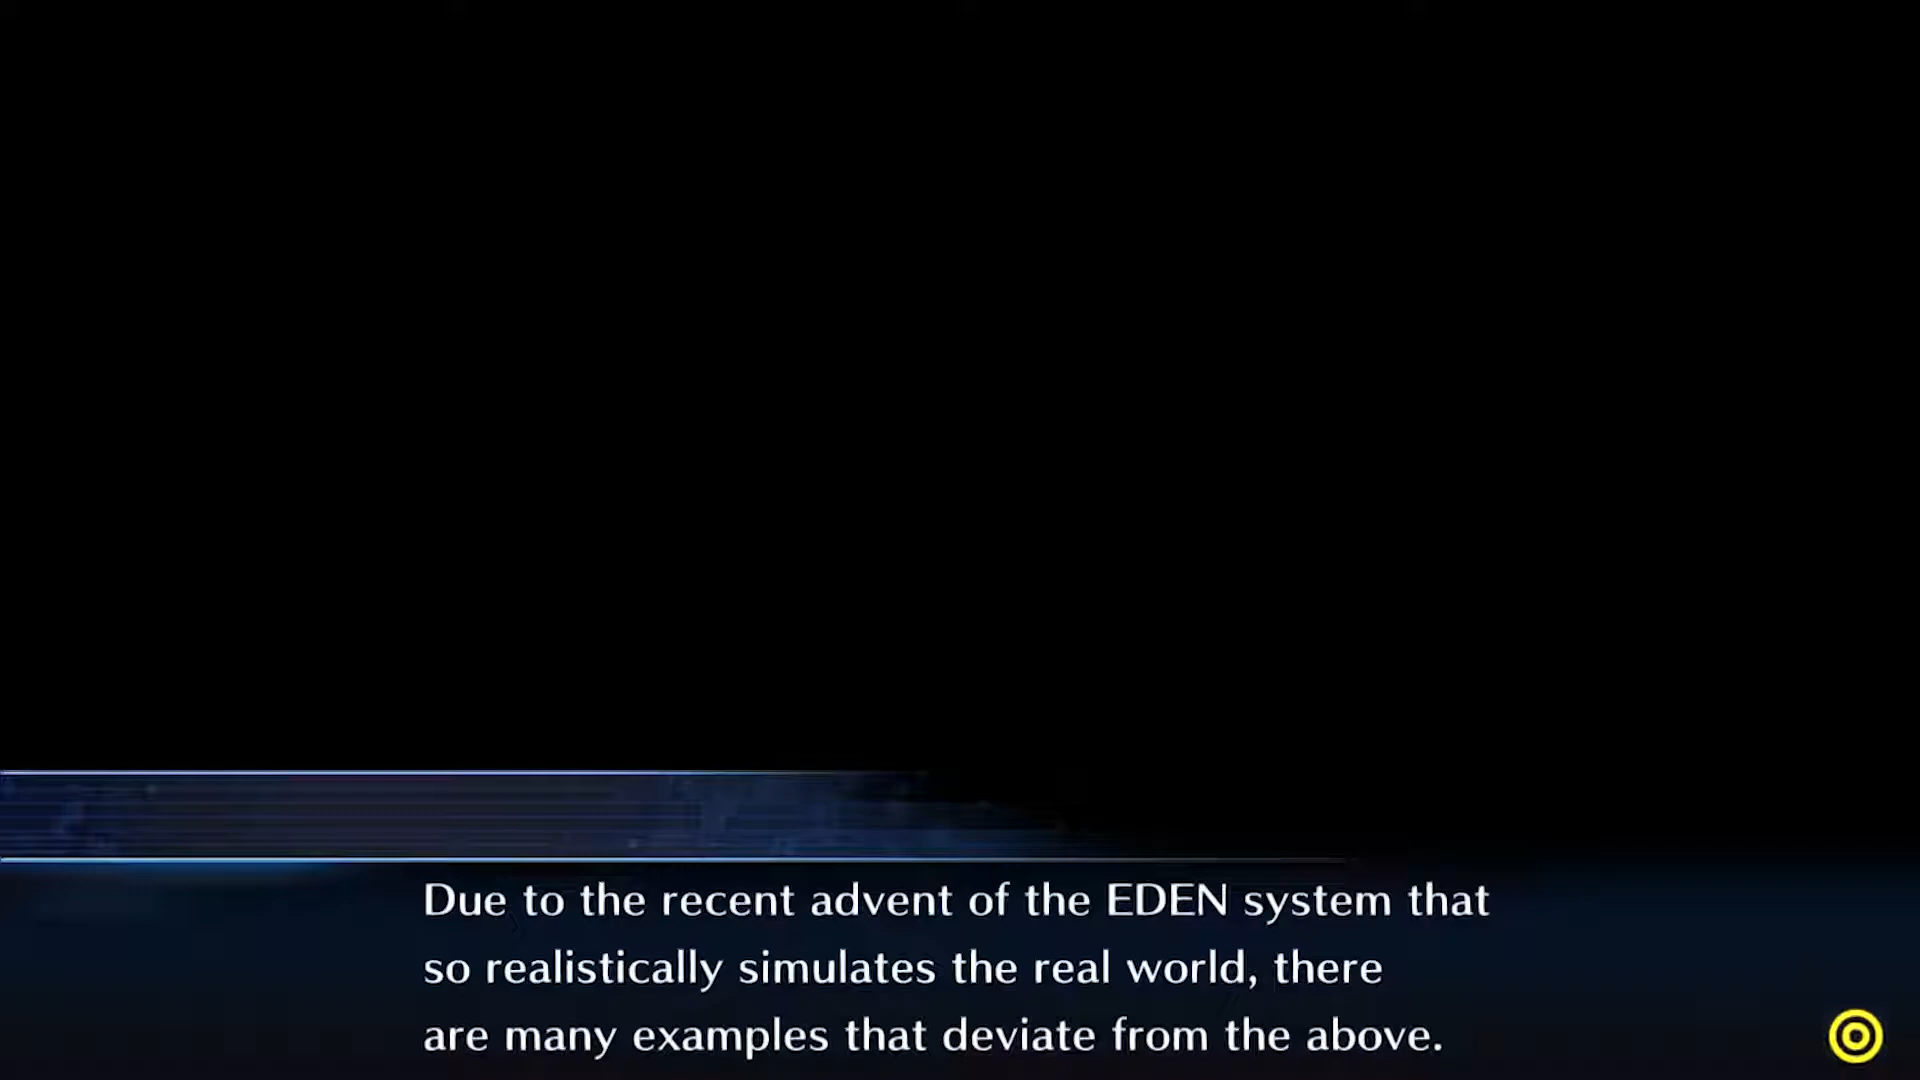 Due to the recent advent of the EDEN system that
so realistically simulates the real world, there
are many examples that deviate from the above.